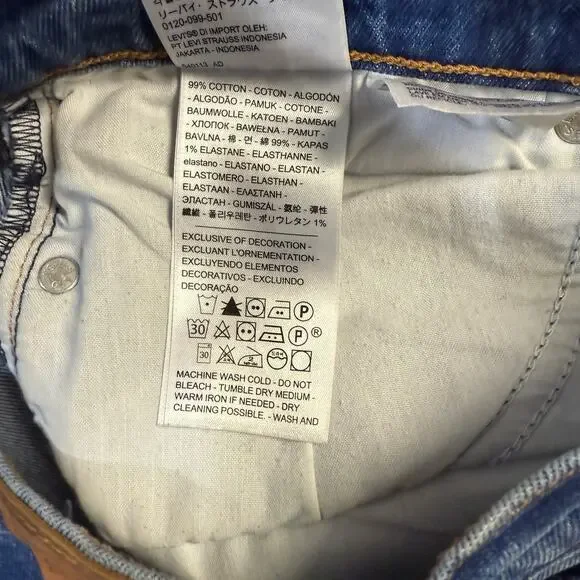 リーバイ・ストラウス
0120-099-501
LEVI'S® DI IMPORT OLEH:
PT LEVI STRAUSS INDONESIA
JAKARTA - INDONESIA
99% COTTON - COTON - ALGODÓN
- ALGODÃO - PAMUK - COTONE -
BAUMWOLLE - KATOEN - BAMBAKI
- ХЛОПОК - BAWEŁNA - PAMUT -
BAVLNA - 棉 - 면 - 綿 99% - KAPAS
1% ELASTANE - ELASTHANNE -
elastano - ELASTANO - ELASTAN -
ELASTOMERO - ELASTHAN -
ELASTAAN - ΕΛΑΣΤΑΝΗ -
ЭЛАСТАН - GUMISZÁL - 氨纶 - 彈性
纖維 - 폴리우레탄 - ポリウレタン 1%
EXCLUSIVE OF DECORATION -
EXCLUANT L'ORNEMENTATION -
EXCLUYENDO ELEMENTOS
DECORATIVOS - EXCLUINDO
DECORAÇÃO
P
30 P ®
30
MACHINE WASH COLD - DO NOT
BLEACH - TUMBLE DRY MEDIUM -
WARM IRON IF NEEDED - DRY
CLEANING POSSIBLE. - WASH AND